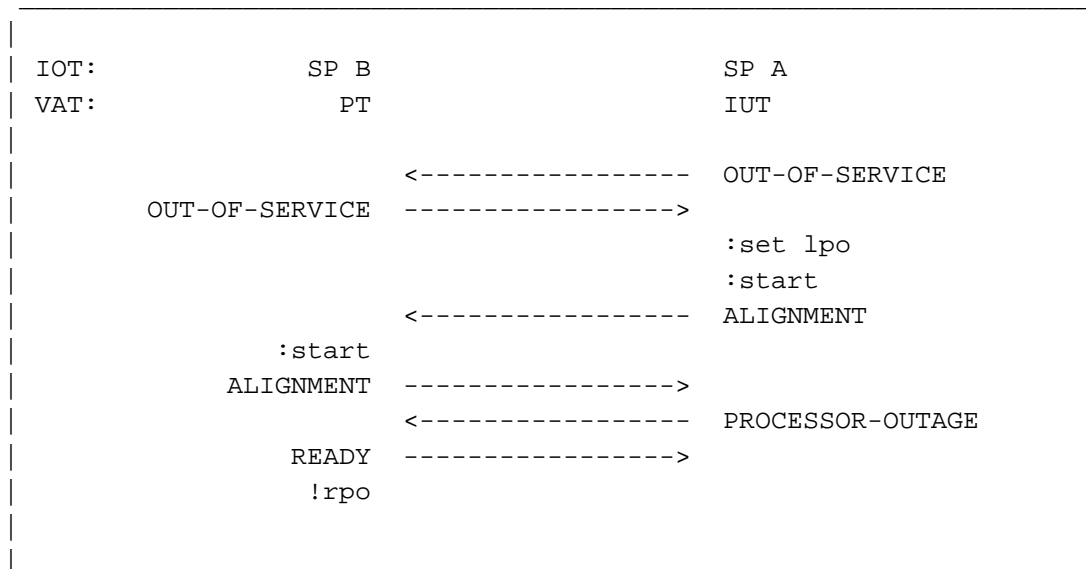 IOT: SP B SP A
VAT: PT IUT
<----------------- OUT-OF-SERVICE
OUT-OF-SERVICE ----------------->
:set lpo
:start
<----------------- ALIGNMENT
:start
ALIGNMENT ----------------->
<----------------- PROCESSOR-OUTAGE
READY ----------------->
!rpo